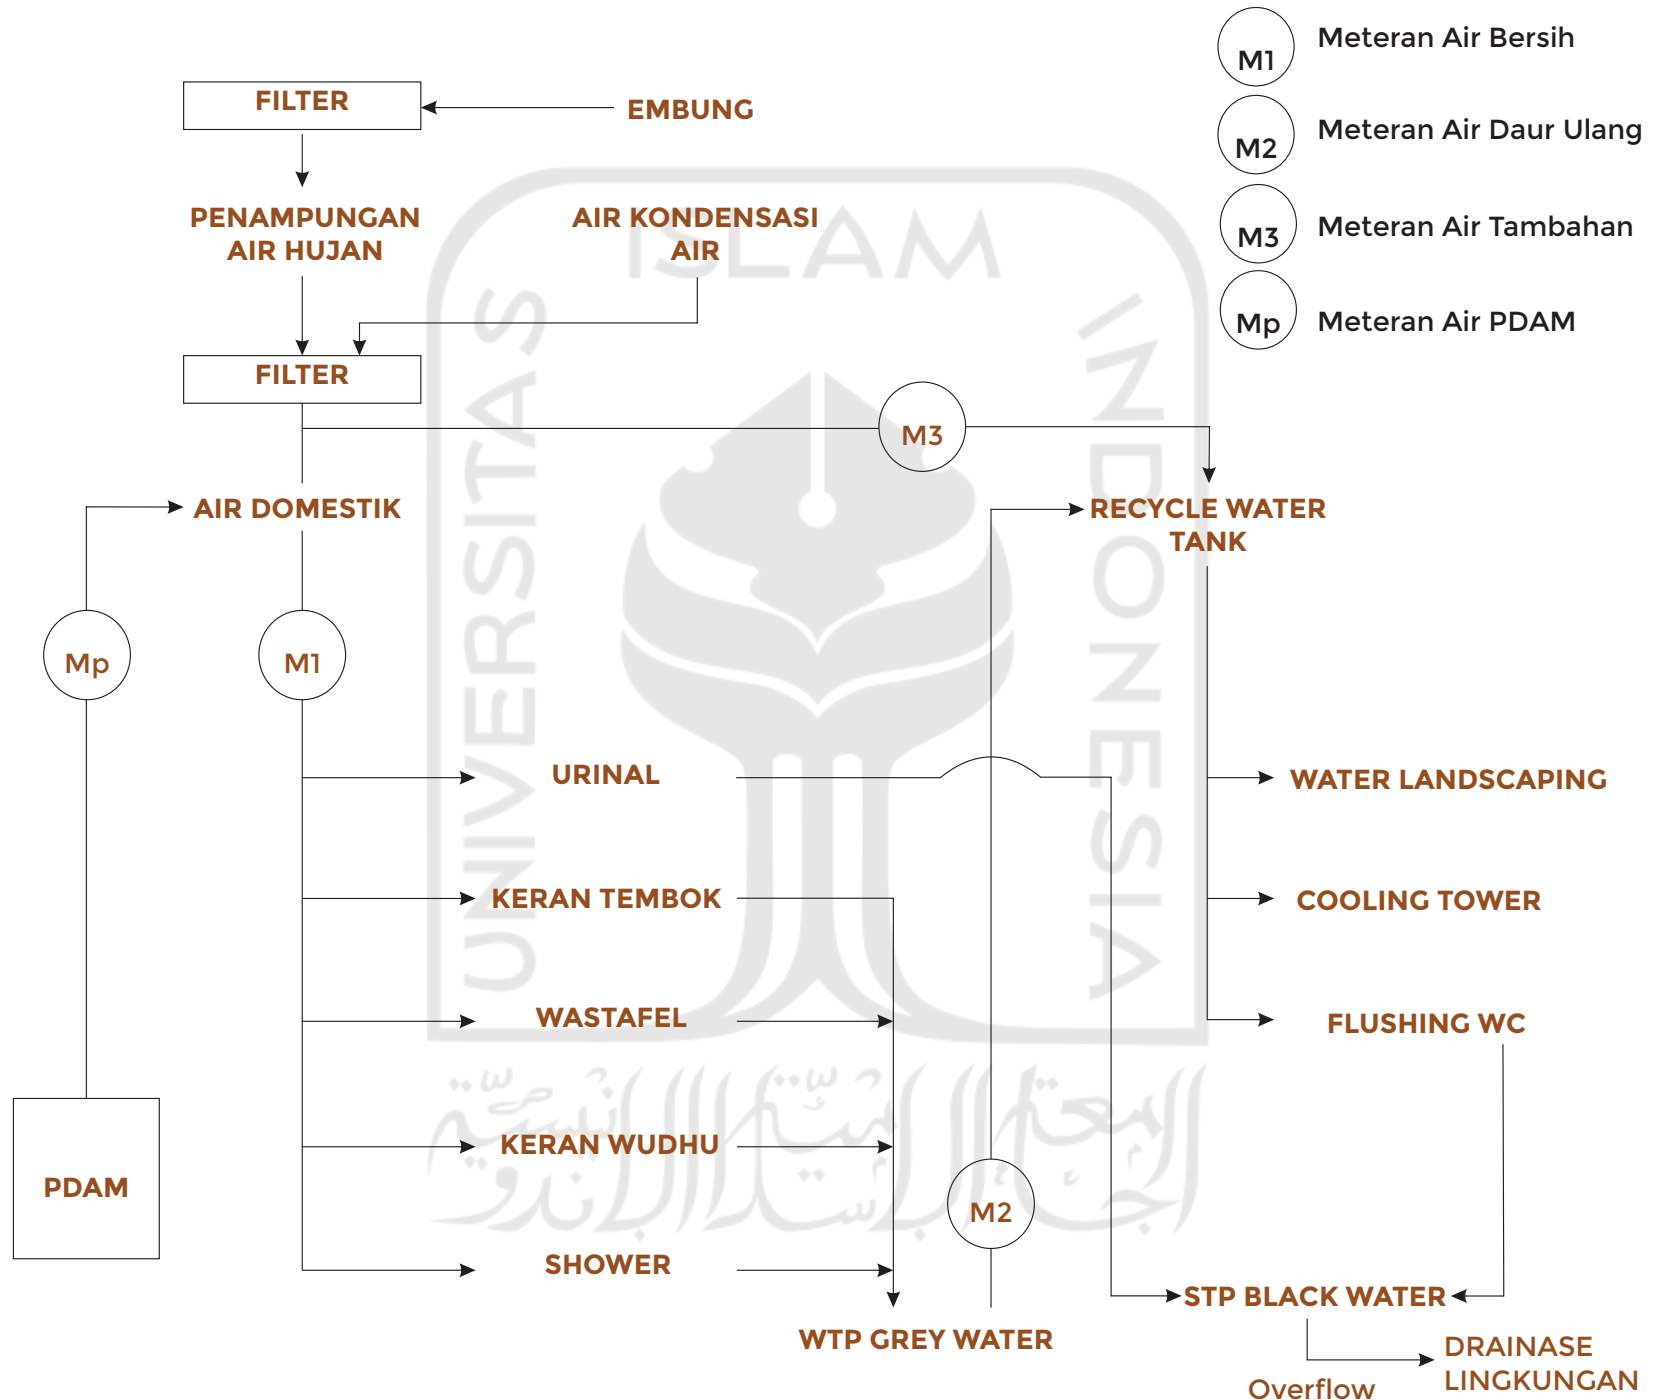 M1 Meteran Air Bersih
M2 Meteran Air Daur Ulang
M3 Meteran Air Tambahan
Mp Meteran Air PDAM
FILTER
EMBUNG
PENAMPUNGAN
AIR HUJAN
AIR KONDENSASI
AIR
FILTER
M3
AIR DOMESTIK
RECYCLE WATER
TANK
Mp
M1
URINAL
WATER LANDSCAPING
KERAN TEMBOK
COOLING TOWER
WASTAFEL
FLUSHING WC
KERAN WUDHU
PDAM
M2
SHOWER
STP BLACK WATER
WTP GREY WATER
DRAINASE
LINGKUNGAN
Overflow
UNIVERSITAS
ISLAM
INDONESIA